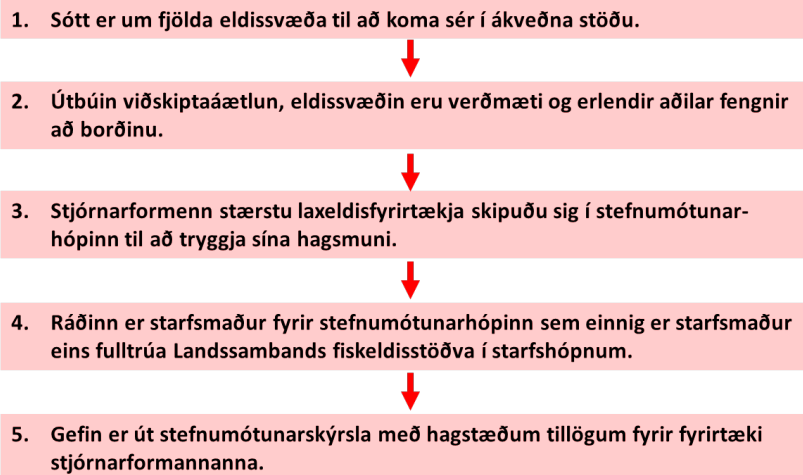 1. Sótt er um fjölda eldissvæða til að koma sér í ákveðna stöðu.
2. Útbúin viðskiptaáætlun, eldissvæðin eru verðmæti og erlendir aðilar fengnir
að borðinu.
3. Stjórnarformenn stærstu laxeldisfyrirtækja skipuðu sig í stefnumótunar-
hópinn til að tryggja sína hagsmuni.
4. Ráðinn er starfsmaður fyrir stefnumótunarhópinn sem einnig er starfsmaður
eins fulltrúa Landssambands fiskeldisstöðva í starfshópnum.
5. Gefin er út stefnumótunarskýrsla með hagstæðum tillögum fyrir fyrirtæki
stjórnarformannanna.